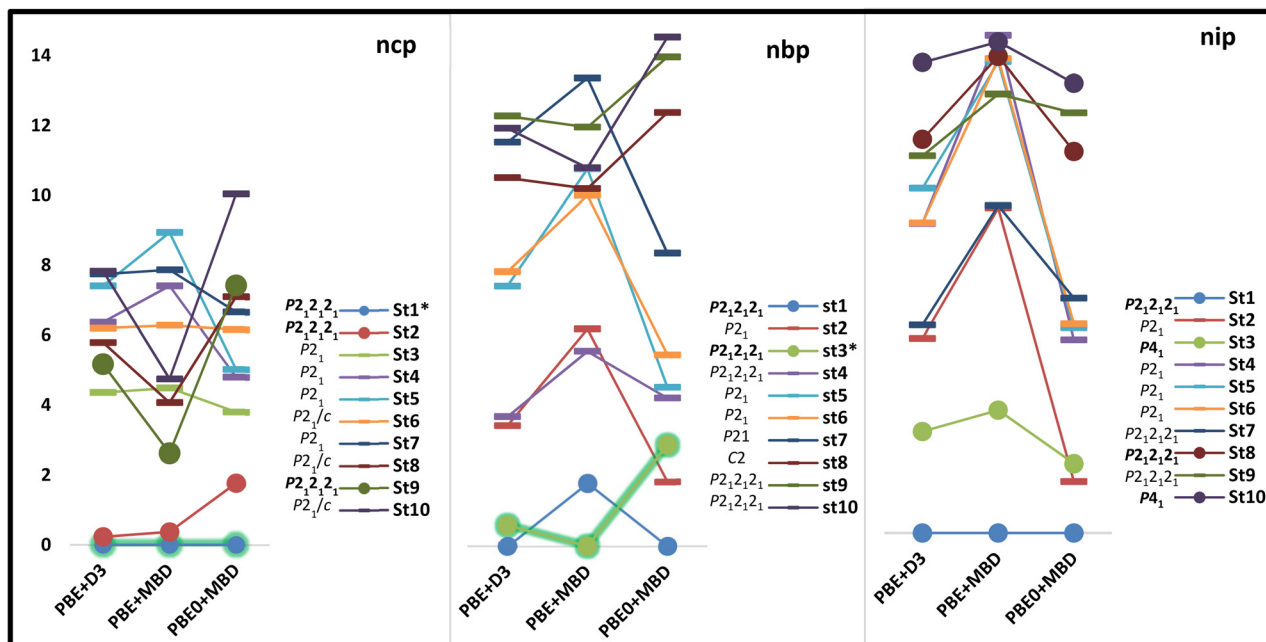 ncp
nbp
nip
14
12
10
8
6
4
2
0
P2₁2₁2₁ St1*
P2₁2₁2₁ St2
P2₁ St3
P2₁ St4
P2₁ St5
P2₁/c St6
P2₁ St7
P2₁/c St8
P2₁2₁2₁ St9
P2₁/c St10
PBE+D3
PBE+MBD
PBE0+MBD
P2₁2₁2₁ st1
P2₁ st2
P2₁2₁2₁ st3*
P2₁2₁2₁ st4
P2₁ st5
P2₁ st6
P21 st7
C2 st8
P2₁2₁2₁ st9
P2₁2₁2₁ st10
PBE+D3
PBE+MBD
PBE0+MBD
P2₁2₁2₁ St1
P2₁ St2
P4₁ St3
P2₁ St4
P2₁ St5
P2₁ St6
P2₁2₁2₁ St7
P2₁2₁2₁ St8
P2₁2₁2₁ St9
P4₁ St10
PBE+D3
PBE+MBD
PBE0+MBD